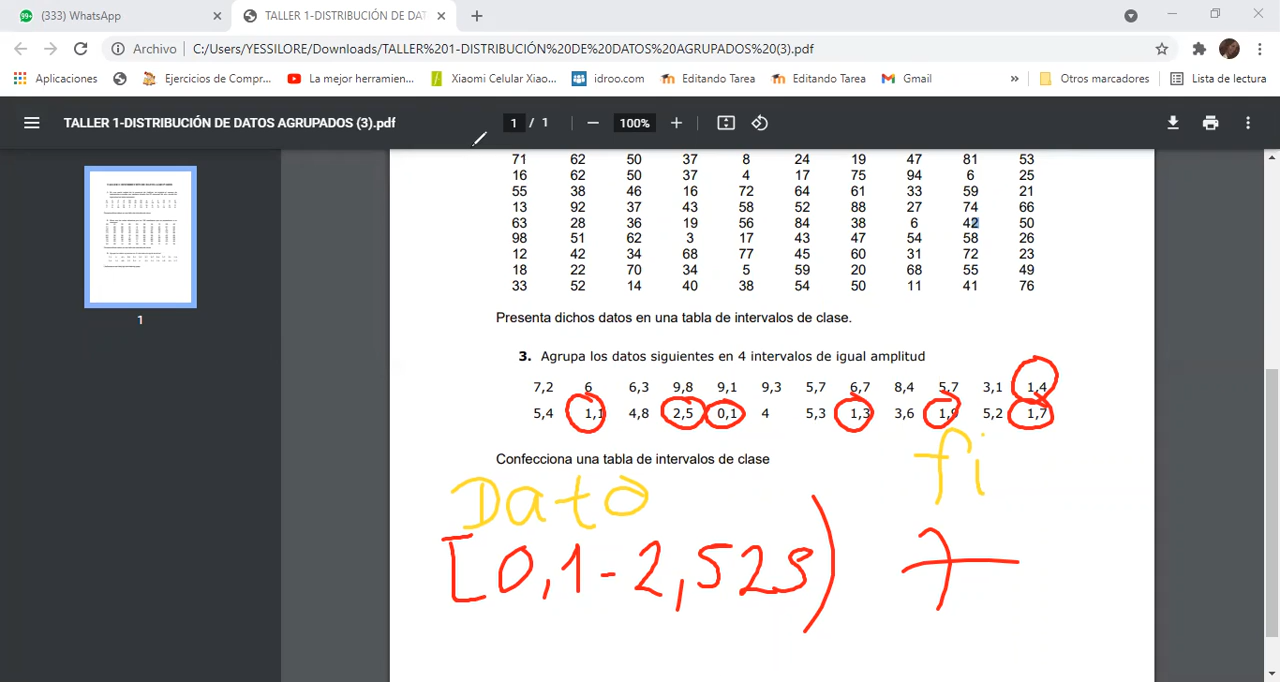 (333) WhatsApp
TALLER 1-DISTRIBUCIÓN DE DAT
Archivo C:/Users/YESSILORE/Downloads/TALLER%201-DISTRIBUCIÓN%20DE%20DATOS%20AGRUPADOS%20(3).pdf
Aplicaciones Ejercicios de Compr... La mejor herramien... Xiaomi Celular Xiao... idroo.com Editando Tarea Editando Tarea Gmail » Otros marcadores Lista de lectura
TALLER 1-DISTRIBUCIÓN DE DATOS AGRUPADOS (3).pdf 1 / 1 100%
71 62 50 37 8 24 19 47 81 53
16 62 50 37 4 17 75 94 6 25
55 38 46 16 72 64 61 33 59 21
13 92 37 43 58 52 88 27 74 66
63 28 36 19 56 84 38 6 42 50
98 51 62 3 17 43 47 54 58 26
12 42 34 68 77 45 60 31 72 23
18 22 70 34 5 59 20 68 55 49
33 52 14 40 38 54 50 11 41 76
1
Presenta dichos datos en una tabla de intervalos de clase.
3. Agrupa los datos siguientes en 4 intervalos de igual amplitud
7,2 6 6,3 9,8 9,1 9,3 5,7 6,7 8,4 5,7 3,1 1,4
5,4 1,1 4,8 2,5 0,1 4 5,3 1,3 3,6 1,9 5,2 1,7
Confecciona una tabla de intervalos de clase
Dato fi
[0,1-2,525) 7